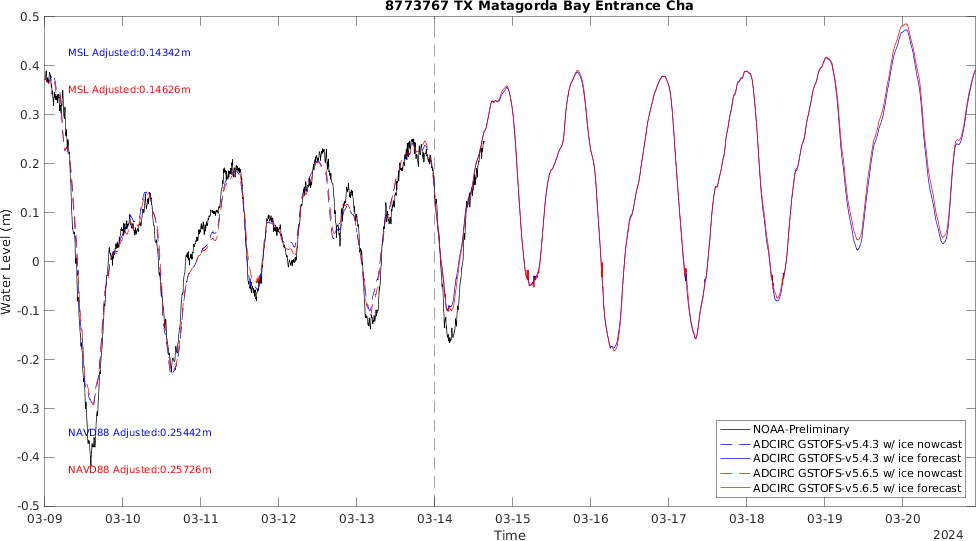 8773767 TX Matagorda Bay Entrance Cha
MSL Adjusted:0.14342m
MSL Adjusted:0.14626m
NAVD88 Adjusted:0.25442m
NAVD88 Adjusted:0.25726m
Water Level (m)
0.5
0.4
0.3
0.2
0.1
0
-0.1
-0.2
-0.3
-0.4
-0.5
NOAA-Preliminary
ADCIRC GSTOFS-v5.4.3 w/ ice nowcast
ADCIRC GSTOFS-v5.4.3 w/ ice forecast
ADCIRC GSTOFS-v5.6.5 w/ ice nowcast
ADCIRC GSTOFS-v5.6.5 w/ ice forecast
03-09 03-10 03-11 03-12 03-13 03-14 03-15 03-16 03-17 03-18 03-19 03-20
Time
2024